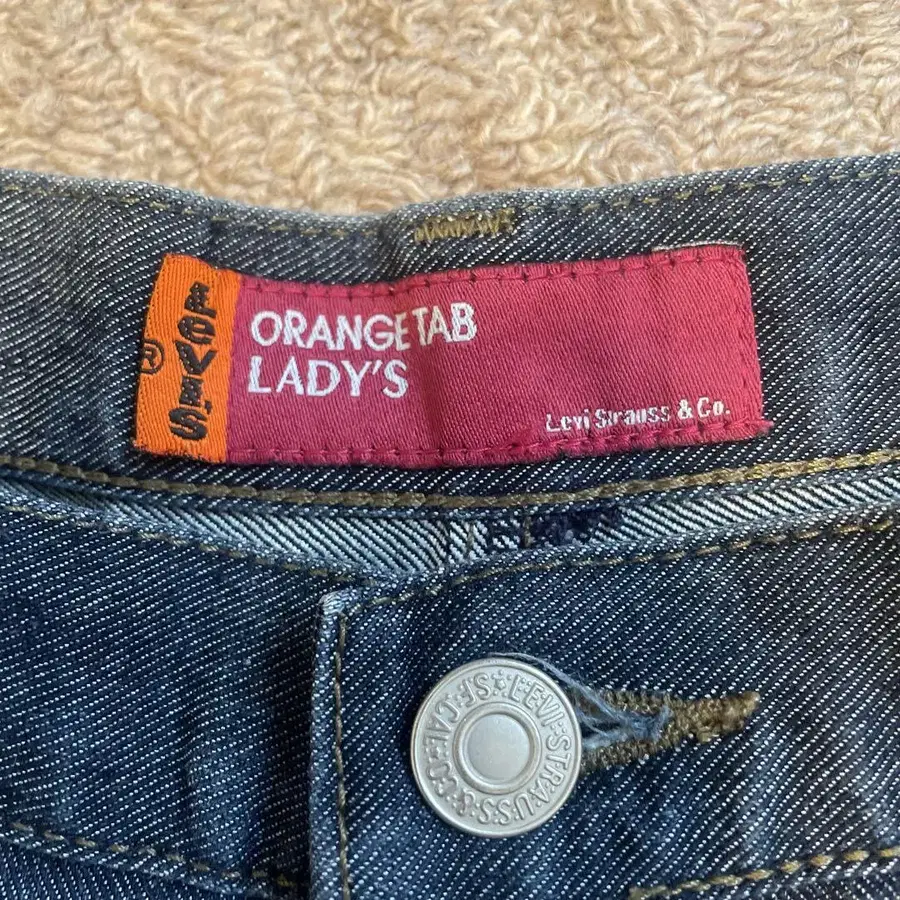 LEVI'S
®
ORANGE TAB
LADY'S
Levi Strauss & Co.
LEVI STRAUSS & CO S.F. CAL